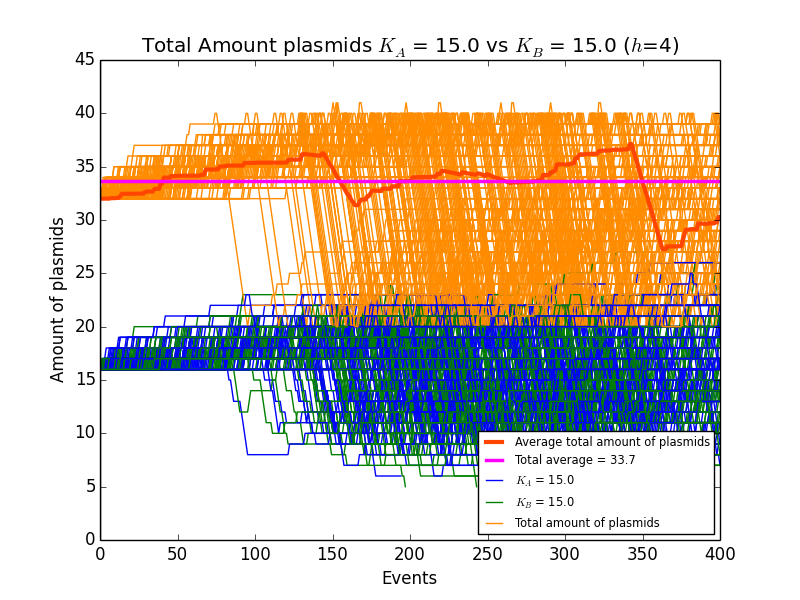 Total Amount plasmids K_A = 15.0 vs K_B = 15.0 (h=4)
45
40
35
30
25
20
15
10
5
0
Amount of plasmids
Average total amount of plasmids
Total average = 33.7
K_A = 15.0
K_B = 15.0
Total amount of plasmids
0 50 100 150 200 250 300 350 400
Events